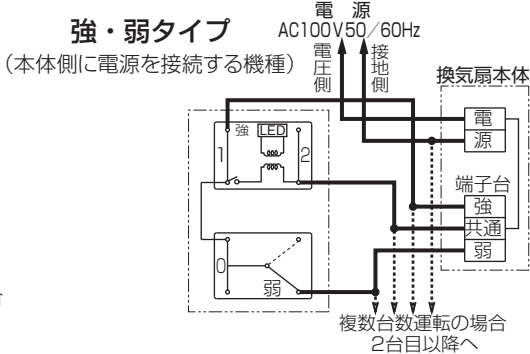 強・弱タイプ
（本体側に電源を接続する機種）
電 源
AC100V50／60Hz
電圧側
接地側
換気扇本体
電
源
端子台
強
共通
弱
強
LED
1
2
0
弱
複数台数運転の場合
2台目以降へ